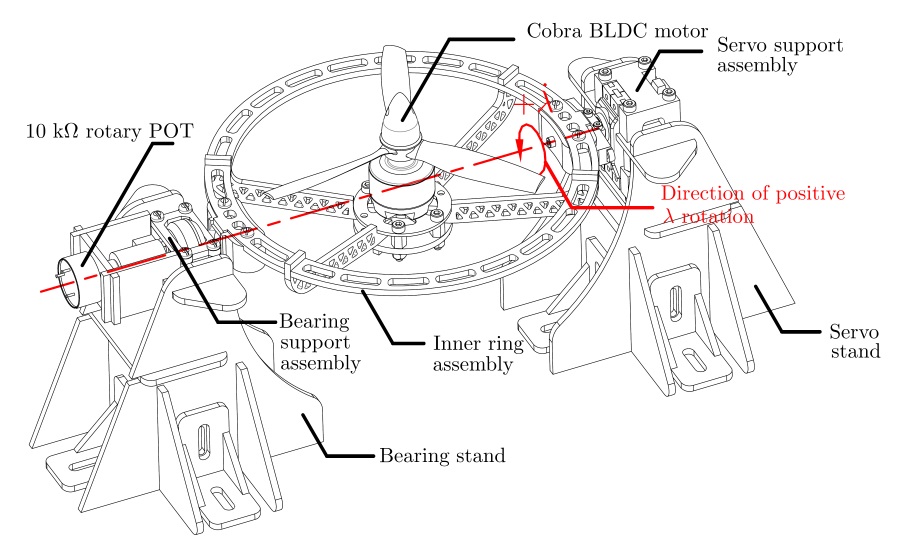 Cobra BLDC motor
Servo support
assembly
10 kΩ rotary POT
+λ̇
Direction of positive
λ rotation
Bearing
support
assembly
Inner ring
assembly
Servo
stand
Bearing stand